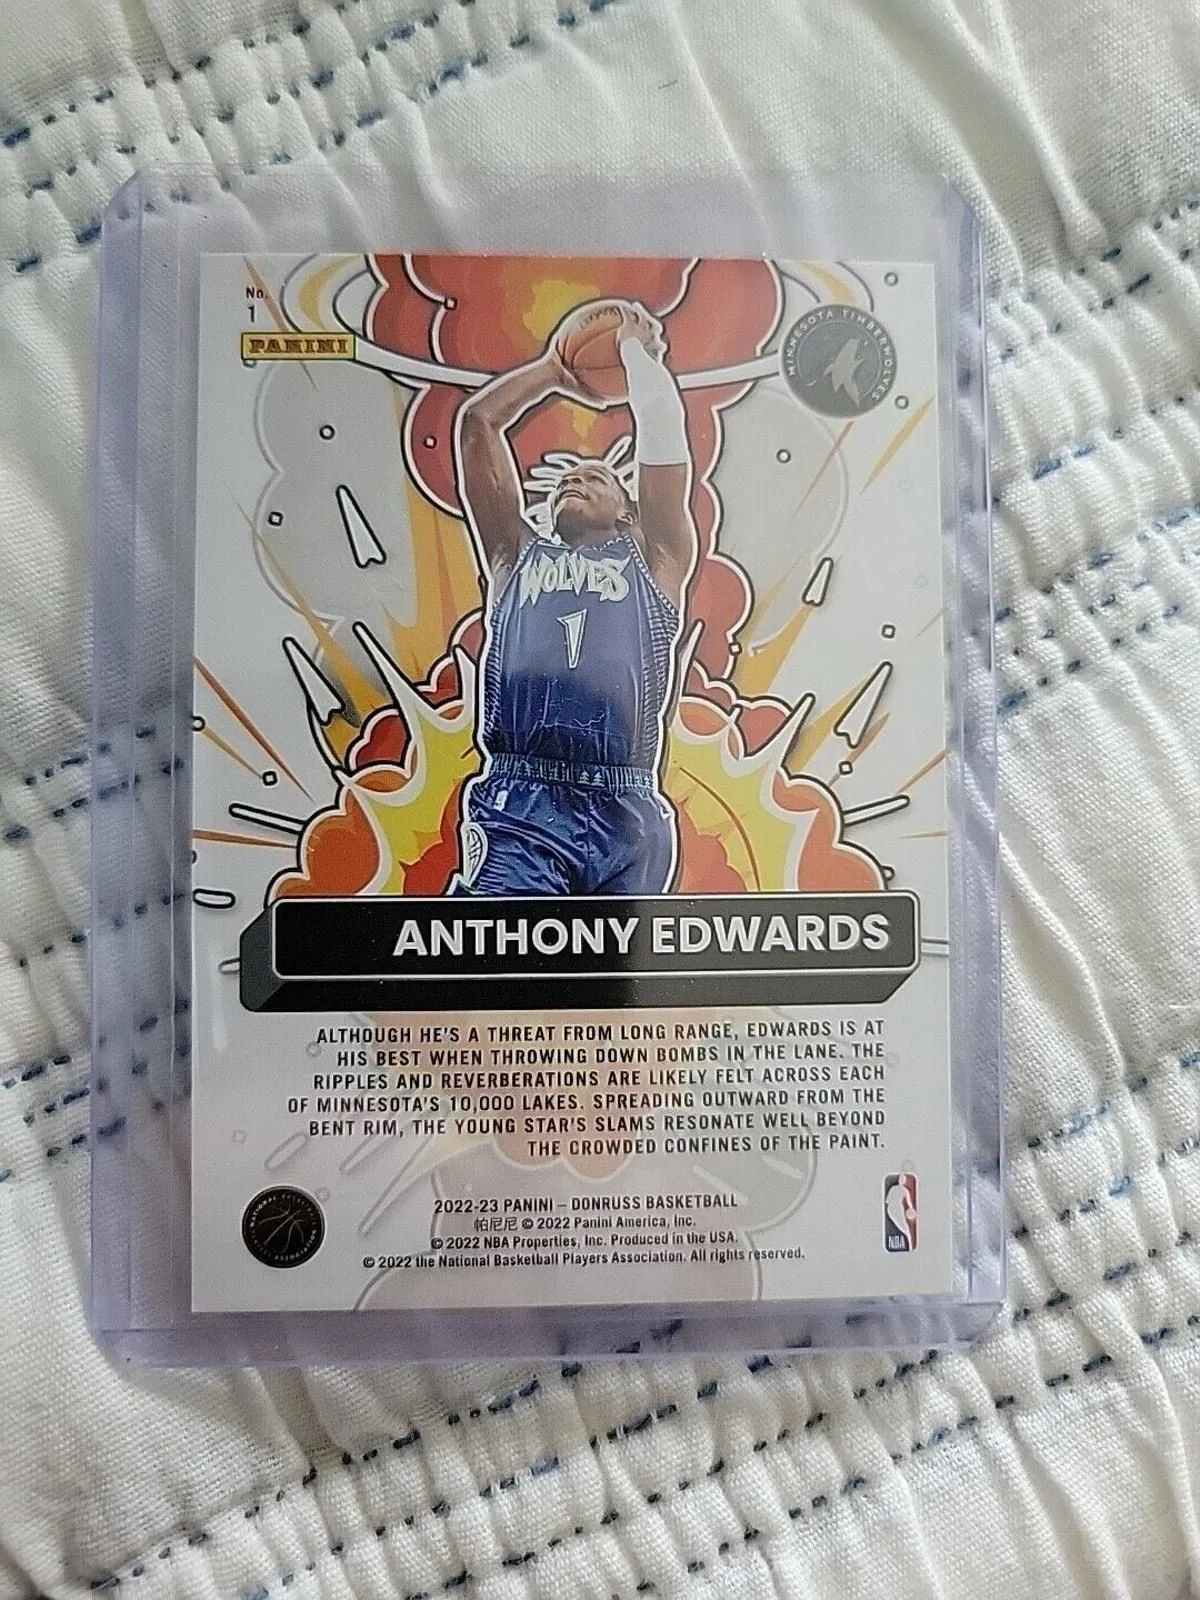 No.
1
PANINI
MINNESOTA TIMBERWOLVES
WOLVES
1
ANTHONY EDWARDS
ALTHOUGH HE'S A THREAT FROM LONG RANGE, EDWARDS IS AT
HIS BEST WHEN THROWING DOWN BOMBS IN THE LANE. THE
RIPPLES AND REVERBERATIONS ARE LIKELY FELT ACROSS EACH
OF MINNESOTA'S 10,000 LAKES. SPREADING OUTWARD FROM THE
BENT RIM, THE YOUNG STAR'S SLAMS RESONATE WELL BEYOND
THE CROWDED CONFINES OF THE PAINT.
2022-23 PANINI – DONRUSS BASKETBALL
帕尼尼 © 2022 Panini America, Inc.
© 2022 NBA Properties, Inc. Produced in the USA.
© 2022 the National Basketball Players Association. All rights reserved.
NATIONAL BASKETBALL PLAYERS ASSOCIATION
NBA